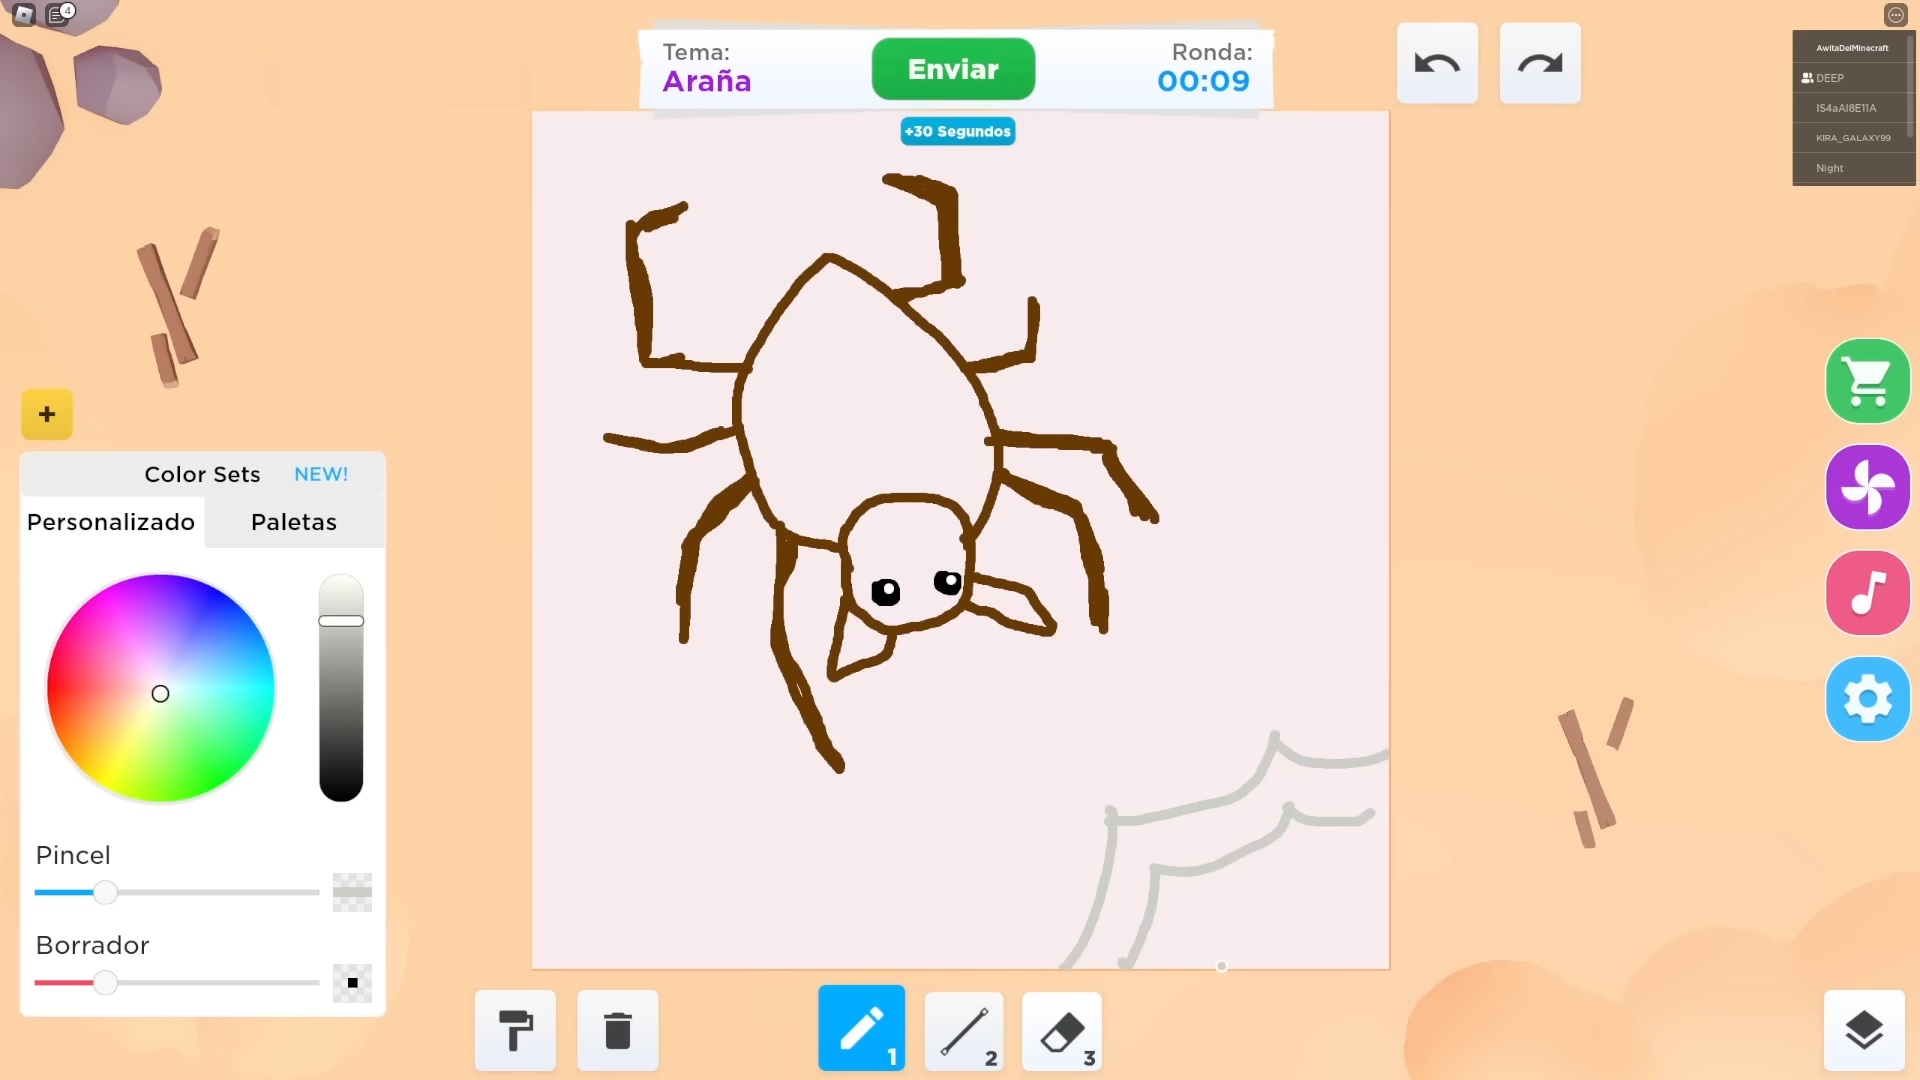 4
Tema:
Araña
Enviar
Ronda:
00:09
+30 Segundos
AwitaDelMinecraft
DEEP
IS4aAI8E11A
KIRA_GALAXY99
Night
+
Color Sets NEW!
Personalizado
Paletas
Pincel
Borrador
1
2
3